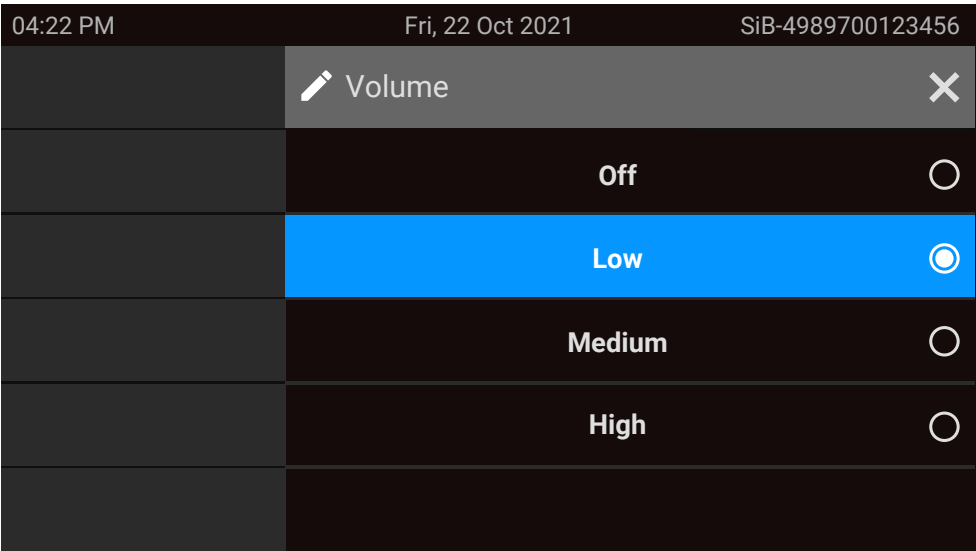 04:22 PM Fri, 22 Oct 2021 SiB-4989700123456
Volume
Off
Low
Medium
High